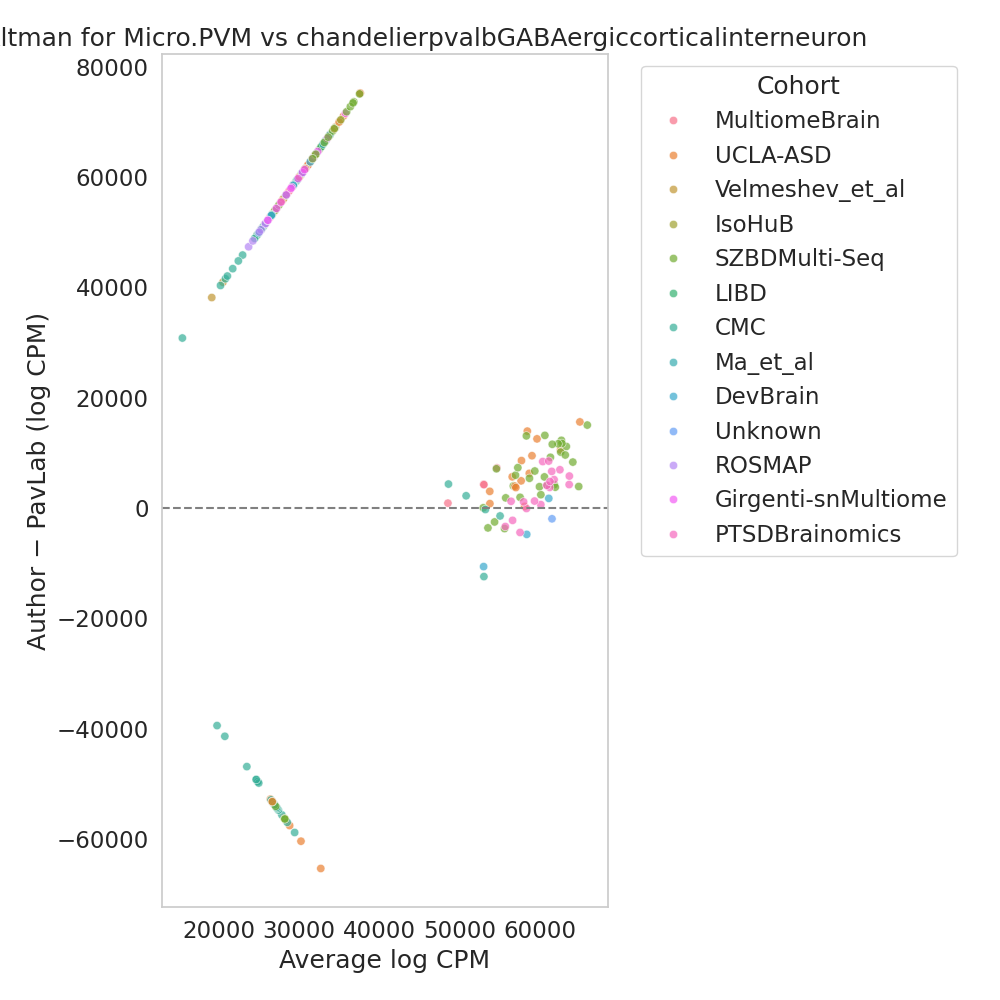 ltman for Micro.PVM vs chandelierpvalbGABAergiccorticalinterneuron
80000
60000
40000
20000
0
−20000
−40000
−60000
Author − PavLab (log CPM)
20000 30000 40000 50000 60000
Average log CPM
Cohort
MultiomeBrain
UCLA-ASD
Velmeshev_et_al
IsoHuB
SZBDMulti-Seq
LIBD
CMC
Ma_et_al
DevBrain
Unknown
ROSMAP
Girgenti-snMultiome
PTSDBrainomics